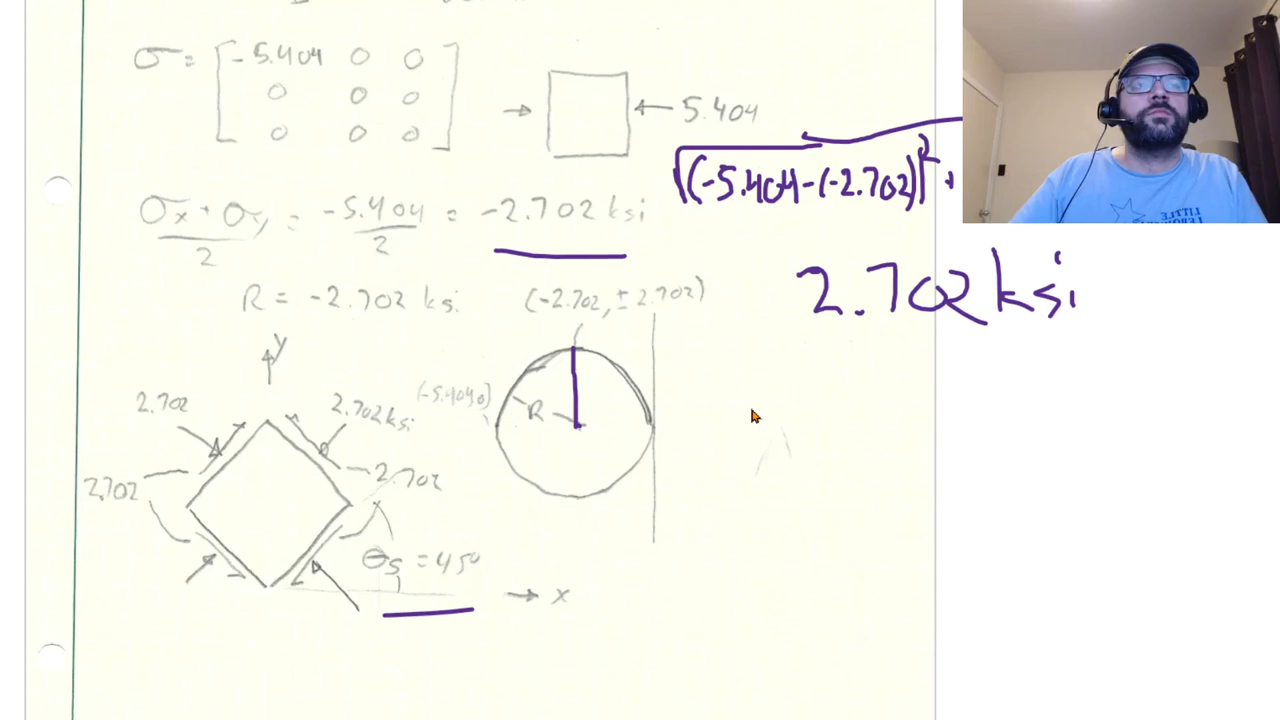 σ = [-5.404 0 0
0 0 0
0 0 0]
→ ← 5.404
√((-5.404-(-2.702))² +
(σx + σy)/2 = -5.404/2 = -2.702 ksi
2.702 ksi
R = -2.702 ksi
(-2.702, ±2.702)
y
2.702
2.702 ksi
(-5.404,0)
R
2.702
2.702
θs = 45°
→ x
LITTLE